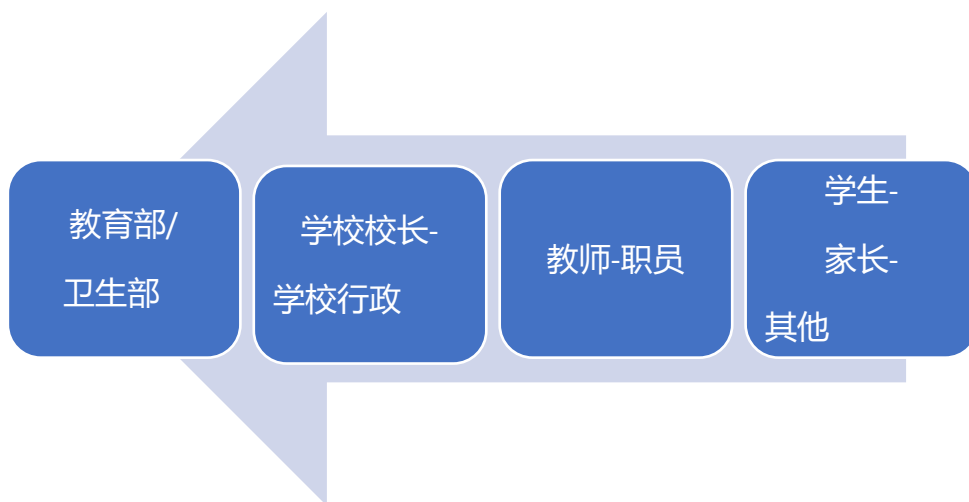 教育部/
卫生部
学校校长-
学校行政
教师-职员
学生-
家长-
其他